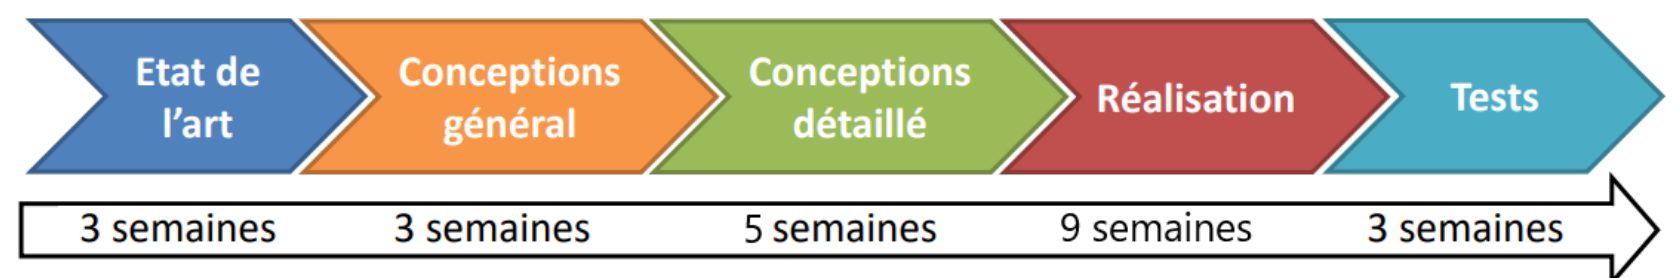 Etat de
l'art
Conceptions
général
Conceptions
détaillé
Réalisation
Tests
3 semaines
3 semaines
5 semaines
9 semaines
3 semaines